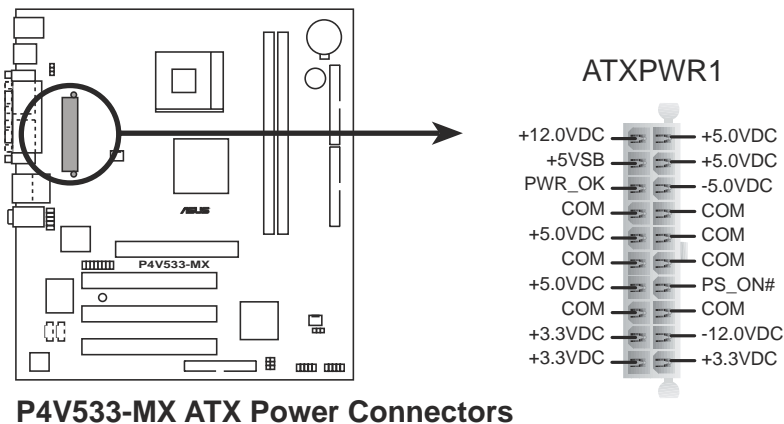 ATXPWR1
+12.0VDC +5.0VDC
+5VSB +5.0VDC
PWR_OK -5.0VDC
COM COM
+5.0VDC COM
COM COM
+5.0VDC PS_ON#
COM COM
+3.3VDC -12.0VDC
+3.3VDC +3.3VDC
/SUS
P4V533-MX
P4V533-MX ATX Power Connectors